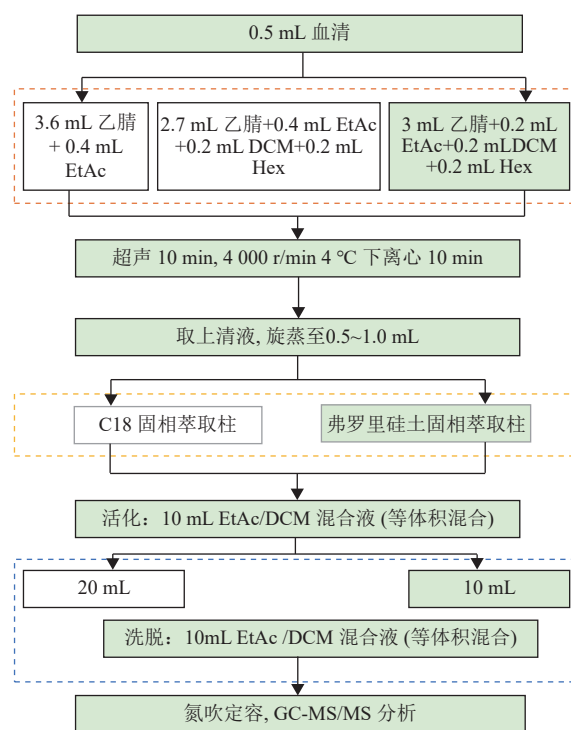 0.5 mL 血清
3.6 mL 乙腈
+ 0.4 mL
EtAc
2.7 mL 乙腈+0.4 mL EtAc
+0.2 mL DCM+0.2 mL
Hex
3 mL 乙腈+0.2 mL
EtAc+0.2 mLDCM
+0.2 mL Hex
超声 10 min, 4 000 r/min 4 ℃ 下离心 10 min
取上清液, 旋蒸至0.5~1.0 mL
C18 固相萃取柱
弗罗里硅土固相萃取柱
活化：10 mL EtAc/DCM 混合液 (等体积混合)
20 mL
10 mL
洗脱：10mL EtAc /DCM 混合液 (等体积混合)
氮吹定容, GC-MS/MS 分析